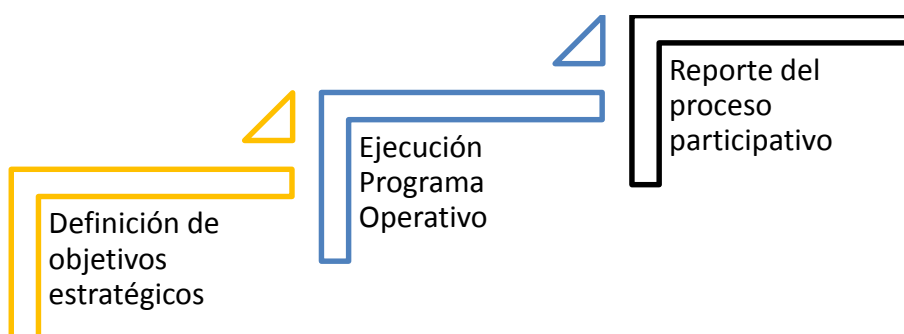 Definición de
objetivos
estratégicos
Ejecución
Programa
Operativo
Reporte del
proceso
participativo